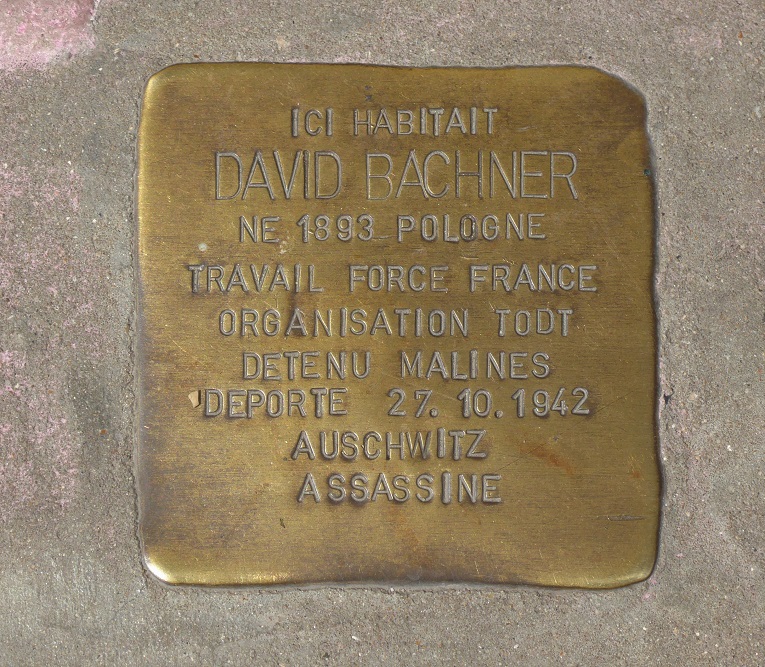 ICI HABITAIT
DAVID BACHNER
NE 1893 POLOGNE
TRAVAIL FORCE FRANCE
ORGANISATION TODT
DETENU MALINES
DEPORTE 27. 10. 1942
AUSCHWITZ
ASSASSINE